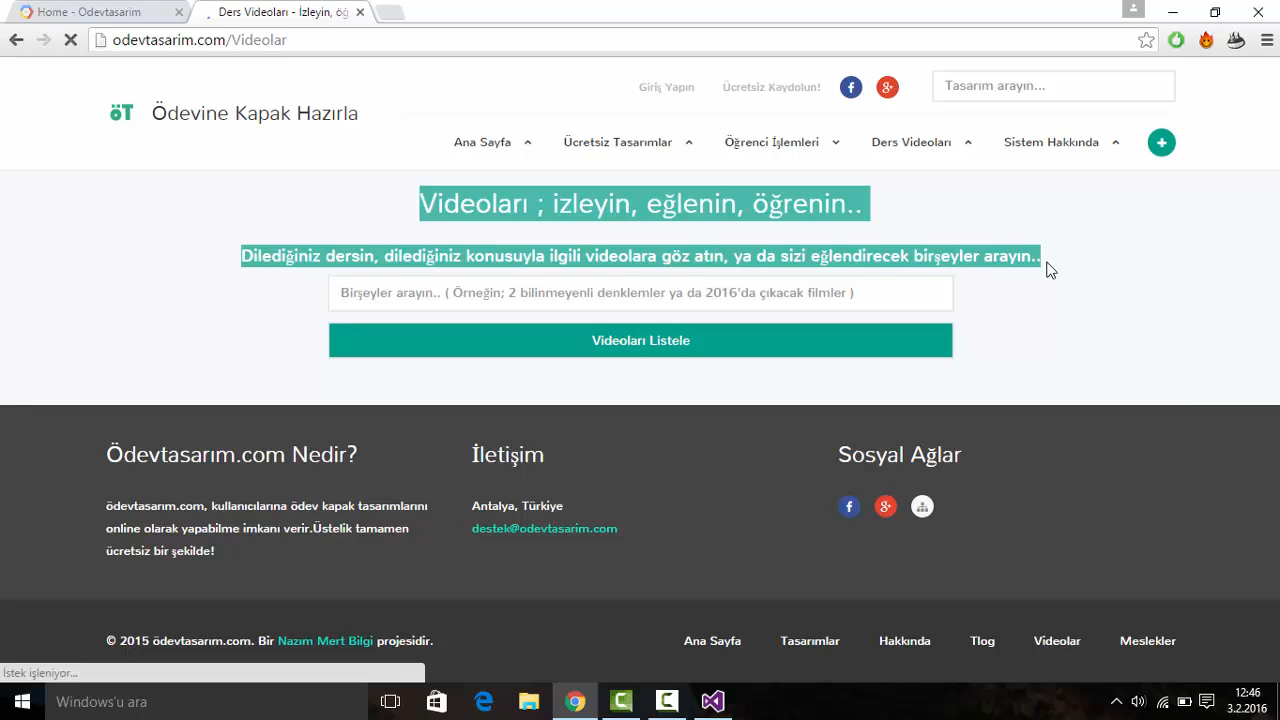 Home - Odevtasarim
Ders Videoları - İzleyin, öğ
odevtasarim.com/Videolar
Giriş Yapın
Ücretsiz Kaydolun!
Tasarım arayın...
öT
Ödevine Kapak Hazırla
Ana Sayfa
Ücretsiz Tasarımlar
Öğrenci İşlemleri
Ders Videoları
Sistem Hakkında
Videoları ; izleyin, eğlenin, öğrenin..
Dilediğiniz dersin, dilediğiniz konusuyla ilgili videolara göz atın, ya da sizi eğlendirecek birşeyler arayın..
Birşeyler arayın.. ( Örneğin; 2 bilinmeyenli denklemler ya da 2016'da çıkacak filmler )
Videoları Listele
Ödevtasarım.com Nedir?
ödevtasarım.com, kullanıcılarına ödev kapak tasarımlarını
online olarak yapabilme imkanı verir.Üstelik tamamen
ücretsiz bir şekilde!
İletişim
Antalya, Türkiye
destek@odevtasarim.com
Sosyal Ağlar
© 2015 ödevtasarım.com. Bir Nazım Mert Bilgi projesidir.
Ana Sayfa
Tasarımlar
Hakkında
Tlog
Videolar
Meslekler
İstek işleniyor...
Windows'u ara
12:46
3.2.2016